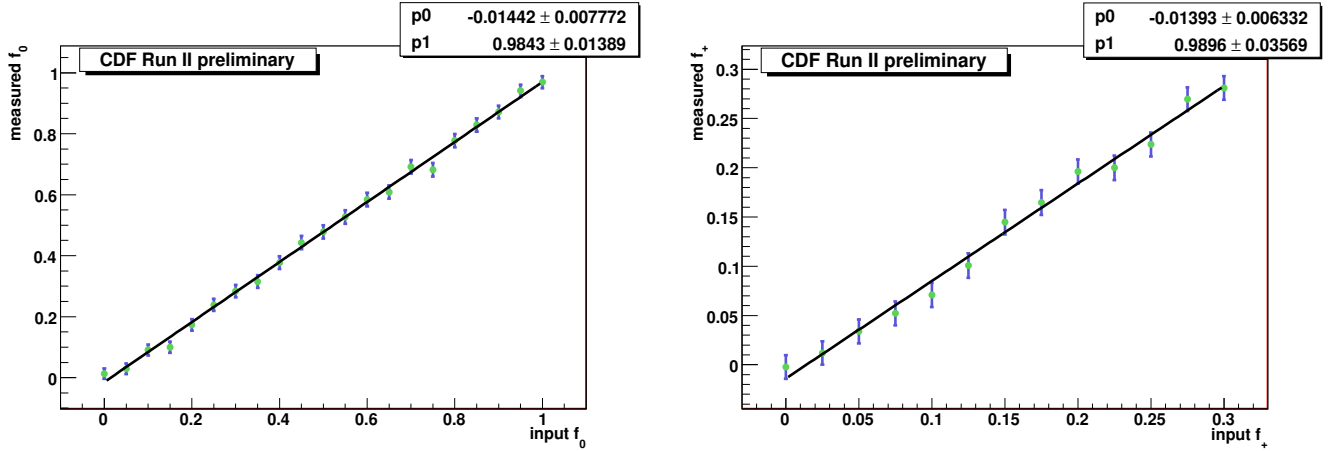 p0 -0.01442 ± 0.007772
p1 0.9843 ± 0.01389
CDF Run II preliminary
measured f0
1
0.8
0.6
0.4
0.2
0
0 0.2 0.4 0.6 0.8 1
input f0
p0 -0.01393 ± 0.006332
p1 0.9896 ± 0.03569
CDF Run II preliminary
measured f+
0.3
0.25
0.2
0.15
0.1
0.05
0
0 0.05 0.1 0.15 0.2 0.25 0.3
input f+